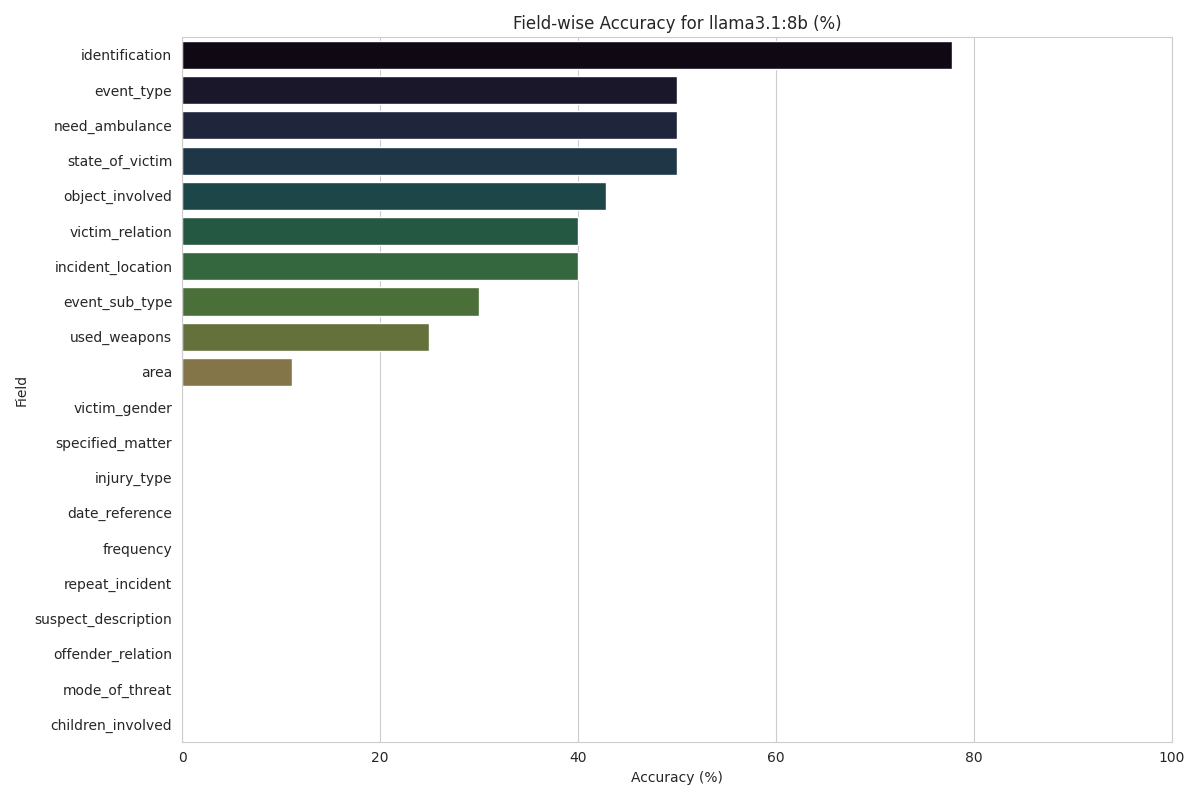 Field-wise Accuracy for llama3.1:8b (%)
identification
event_type
need_ambulance
state_of_victim
object_involved
victim_relation
incident_location
event_sub_type
used_weapons
area
victim_gender
specified_matter
injury_type
date_reference
frequency
repeat_incident
suspect_description
offender_relation
mode_of_threat
children_involved
Field
0 20 40 60 80 100
Accuracy (%)